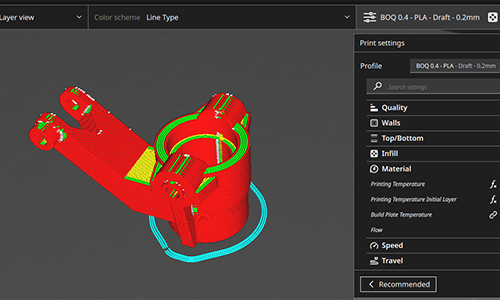 Layer view
Color scheme Line Type
BOQ 0.4 - PLA - Draft - 0.2mm
Print settings
Profile
BOQ 0.4 - PLA - Draft - 0.2mm
Search settings
Quality
Walls
Top/Bottom
Infill
Material
Printing Temperature
Printing Temperature Initial Layer
Build Plate Temperature
Flow
Speed
Travel
Recommended